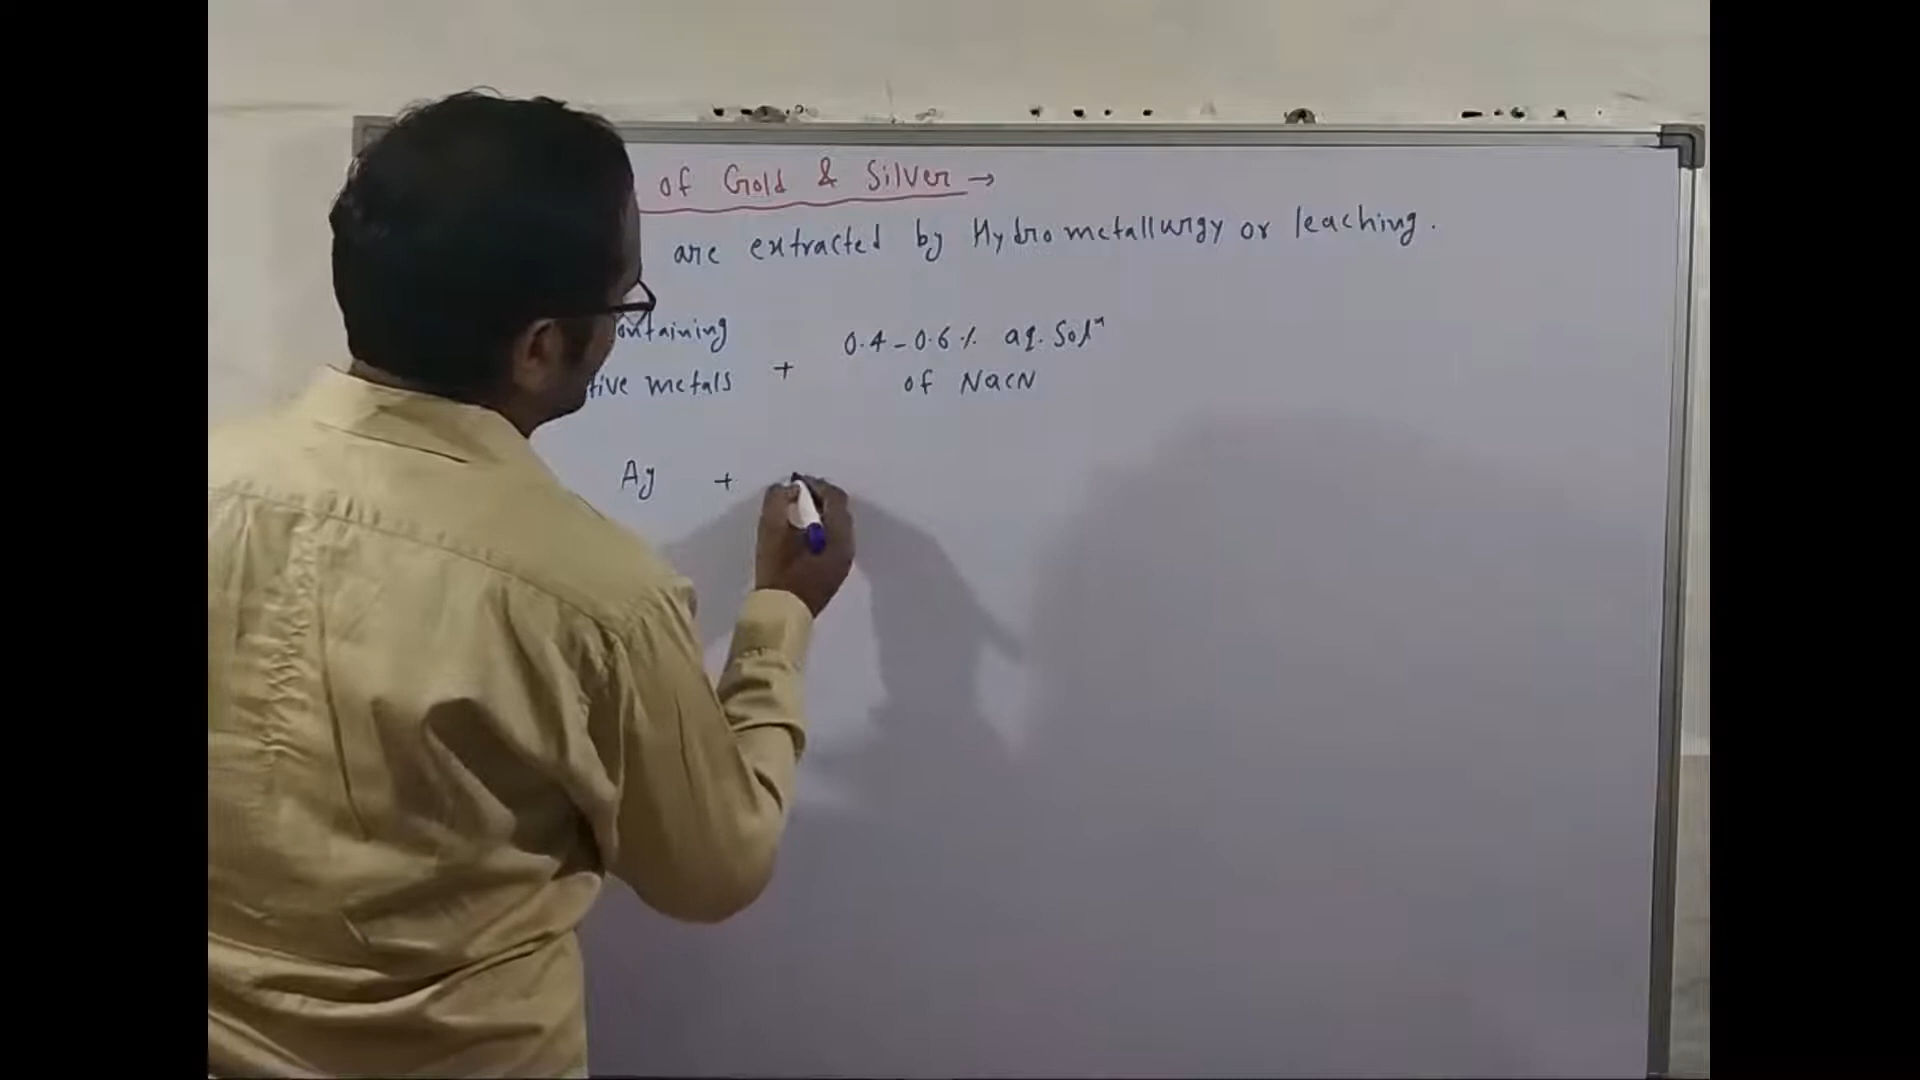 of Gold & Silver →
are extracted by Hydrometallurgy or leaching.
ontaining + 0.4-0.6% aq. Solⁿ
tive metals of NaCN
Ag +